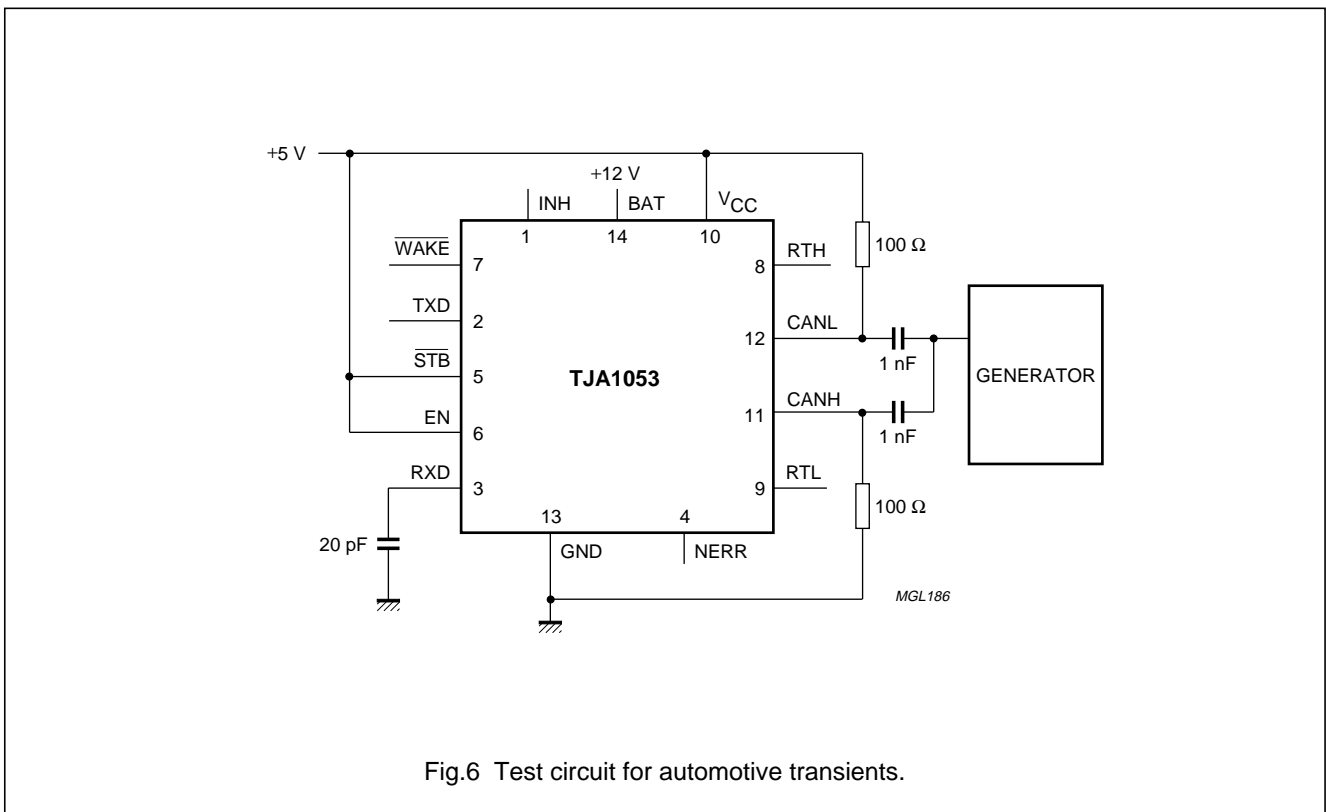 +5 V
+12 V
INH
BAT
VCC
1
14
10
WAKE
7
RTH
8
100 Ω
TXD
2
CANL
12
1 nF
STB
5
TJA1053
GENERATOR
EN
6
CANH
11
1 nF
RXD
3
RTL
9
100 Ω
13
4
20 pF
GND
NERR
MGL186
Fig.6 Test circuit for automotive transients.